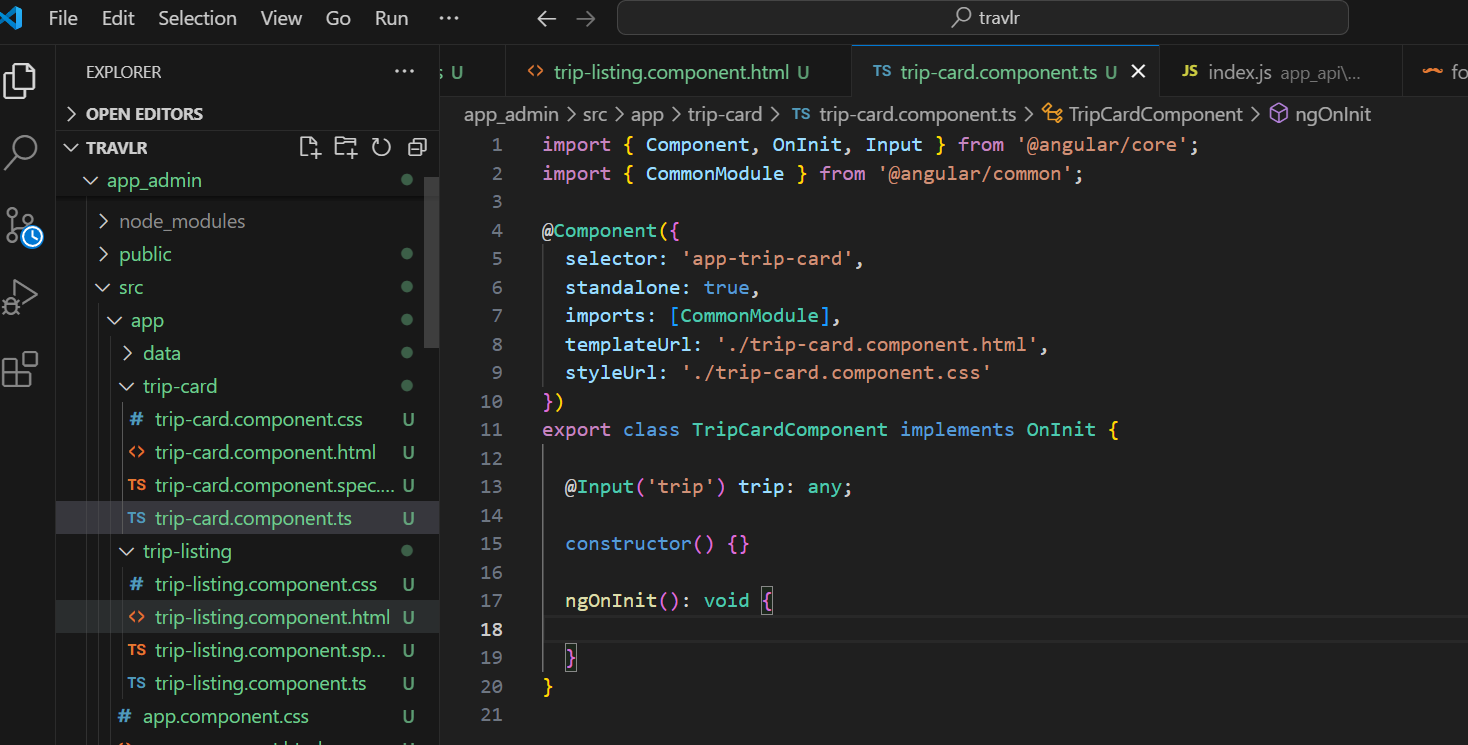 File Edit Selection View Go Run ···
travlr
EXPLORER ···
OPEN EDITORS
TRAVLR
app_admin
node_modules
public
src
app
data
trip-card
# trip-card.component.css U
<> trip-card.component.html U
TS trip-card.component.spec.... U
TS trip-card.component.ts U
trip-listing
# trip-listing.component.css U
<> trip-listing.component.html U
TS trip-listing.component.sp... U
TS trip-listing.component.ts U
# app.component.css U
s U <> trip-listing.component.html U TS trip-card.component.ts U JS index.js app_api\... fo
app_admin > src > app > trip-card > TS trip-card.component.ts > TripCardComponent > ngOnInit
1 import { Component, OnInit, Input } from '@angular/core';
2 import { CommonModule } from '@angular/common';
3
4 @Component({
5 selector: 'app-trip-card',
6 standalone: true,
7 imports: [CommonModule],
8 templateUrl: './trip-card.component.html',
9 styleUrl: './trip-card.component.css'
10 })
11 export class TripCardComponent implements OnInit {
12
13 @Input('trip') trip: any;
14
15 constructor() {}
16
17 ngOnInit(): void {
18
19 }
20 }
21